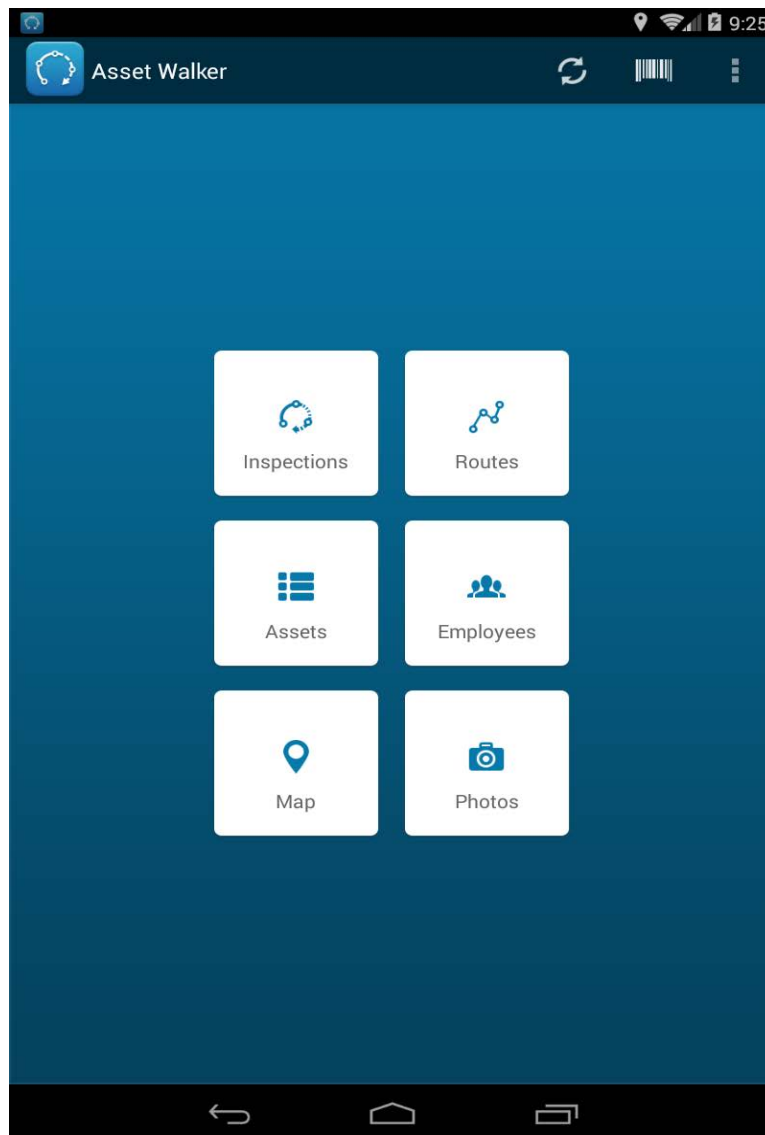 9:25
Asset Walker
Inspections Routes
Assets Employees
Map Photos